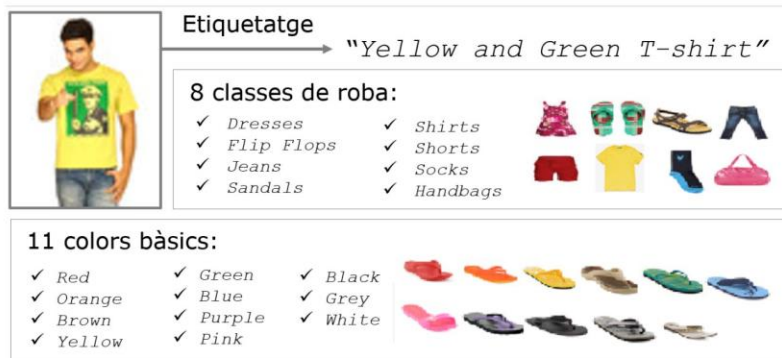 Etiquetatge
"Yellow and Green T-shirt"
8 classes de roba:
✓ Dresses
✓ Flip Flops
✓ Jeans
✓ Sandals
✓ Shirts
✓ Shorts
✓ Socks
✓ Handbags
11 colors bàsics:
✓ Red
✓ Orange
✓ Brown
✓ Yellow
✓ Green
✓ Blue
✓ Purple
✓ Pink
✓ Black
✓ Grey
✓ White